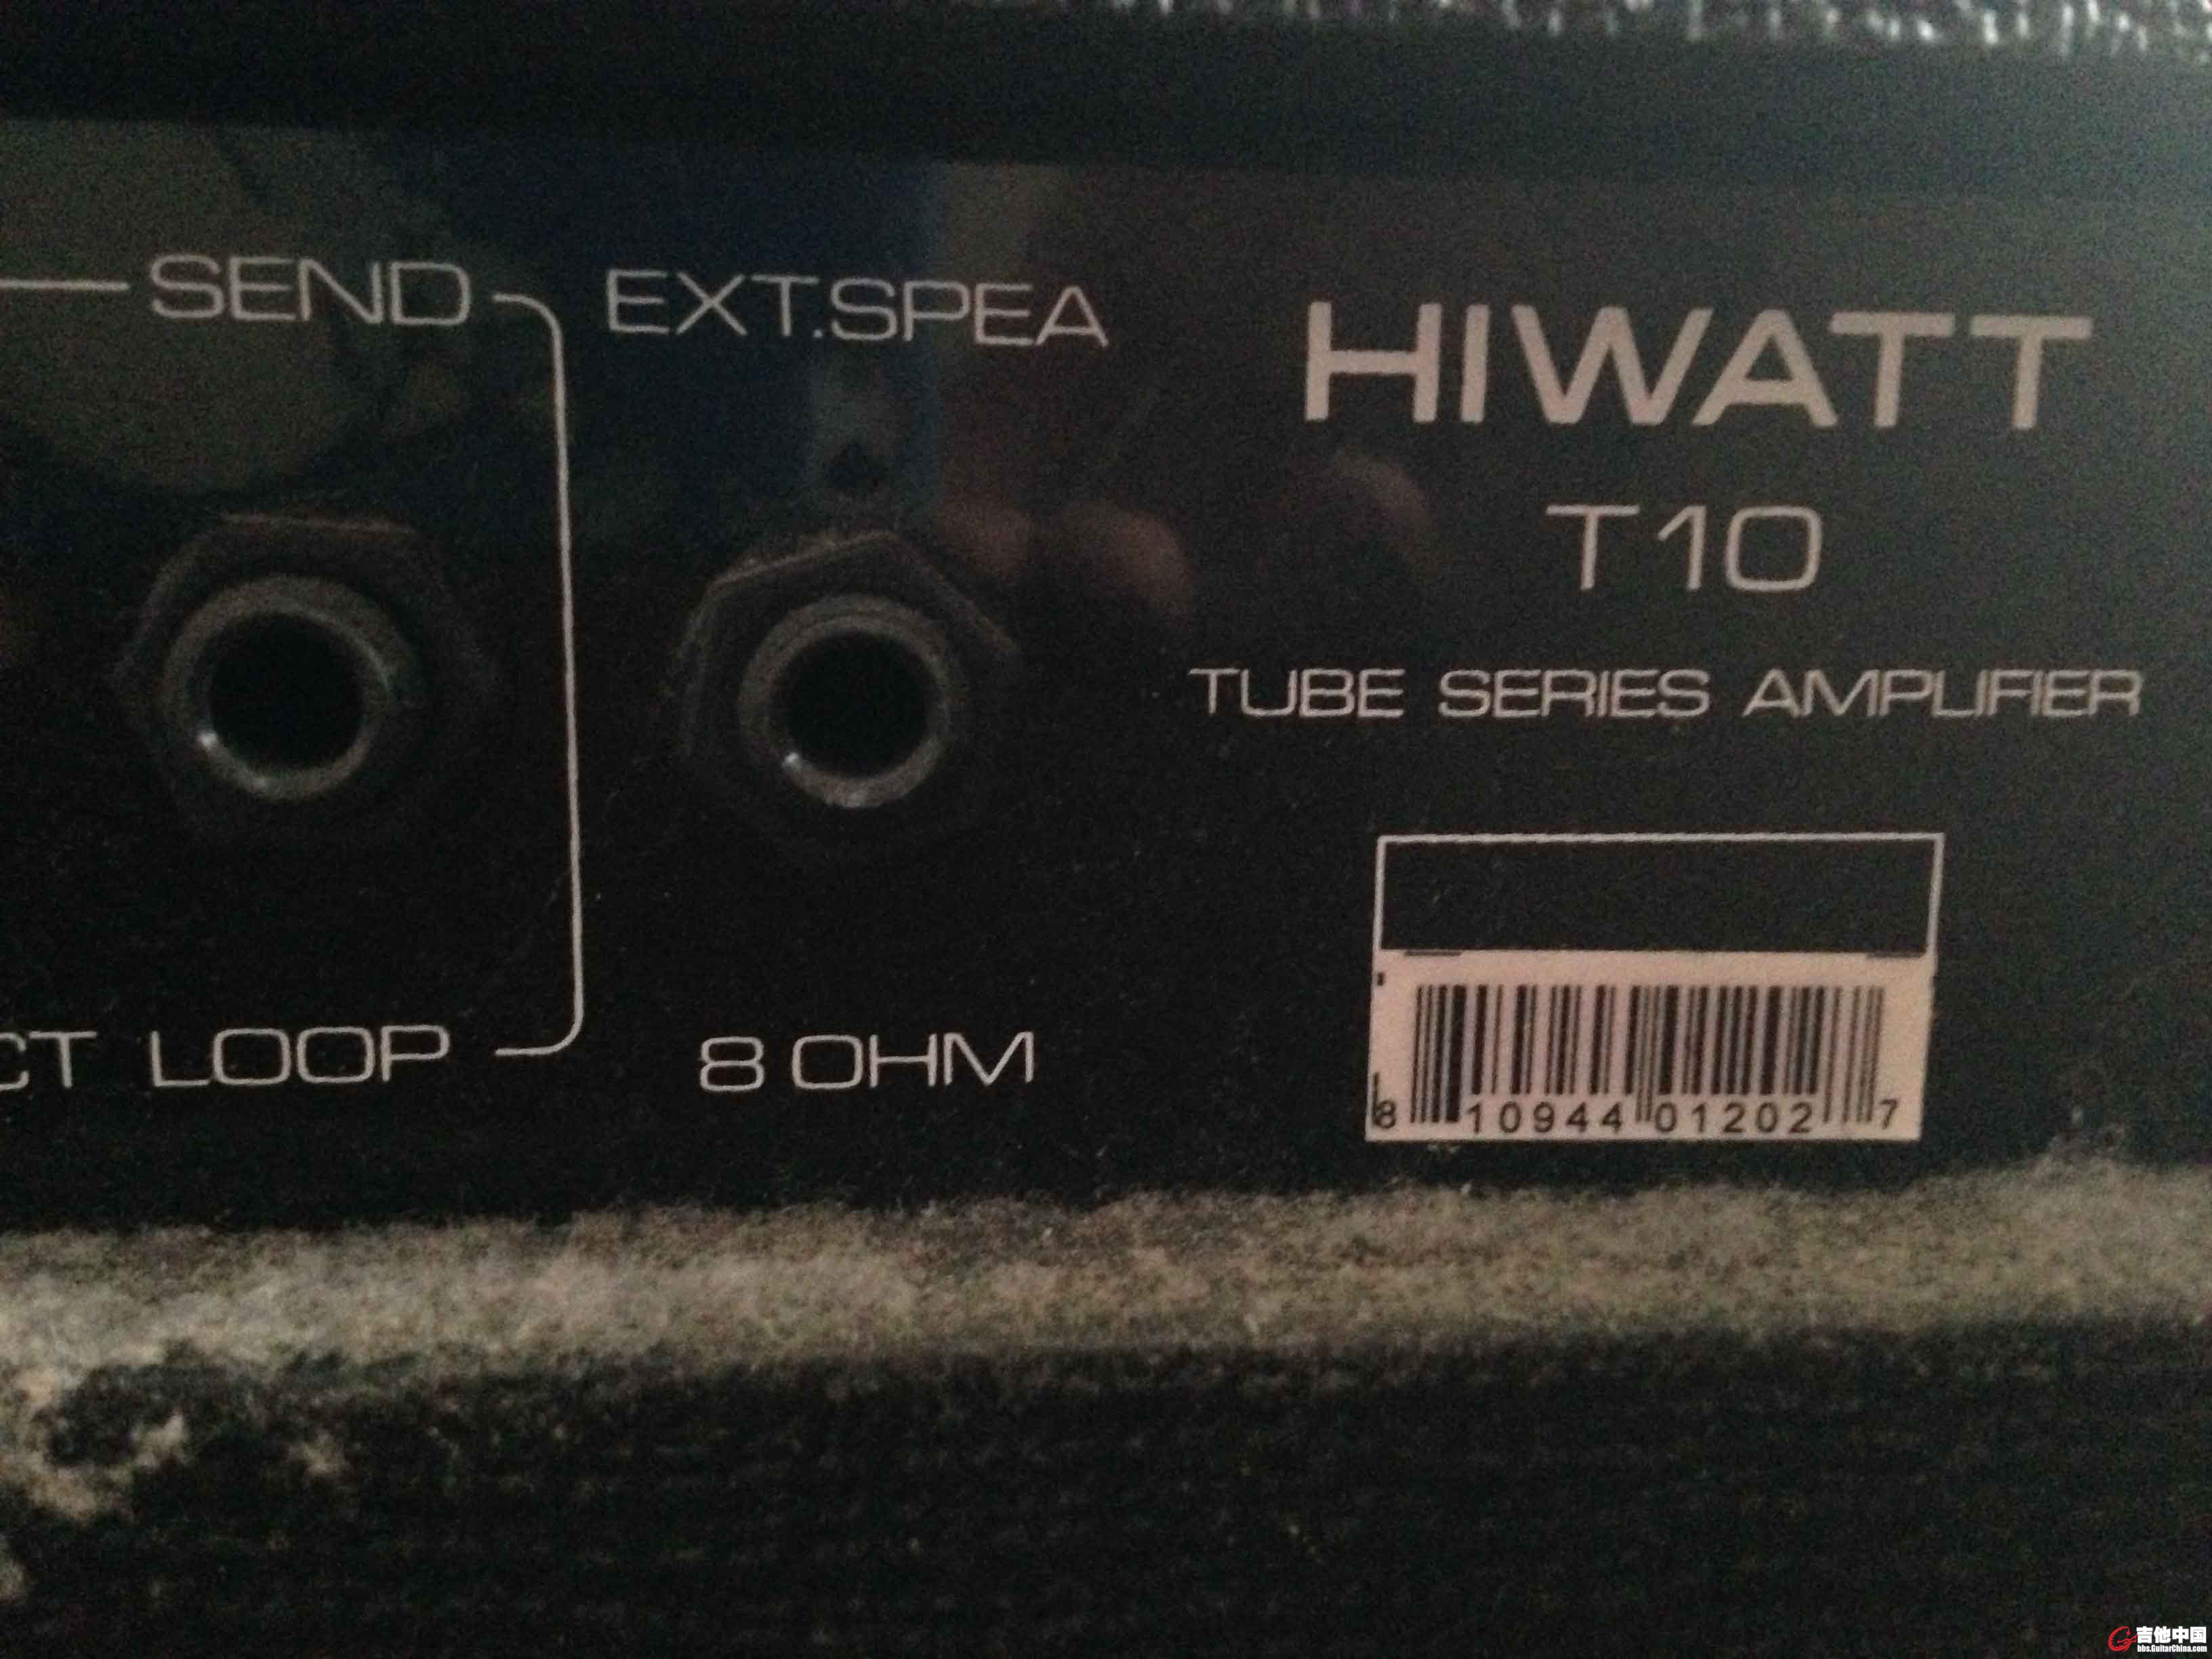 SEND
EXT.SPEA
HIWATT
T10
TUBE SERIES AMPLIFIER
CT LOOP
8 OHM
8 10944 01202 7
吉他中国
bbs.GuitarChina.com